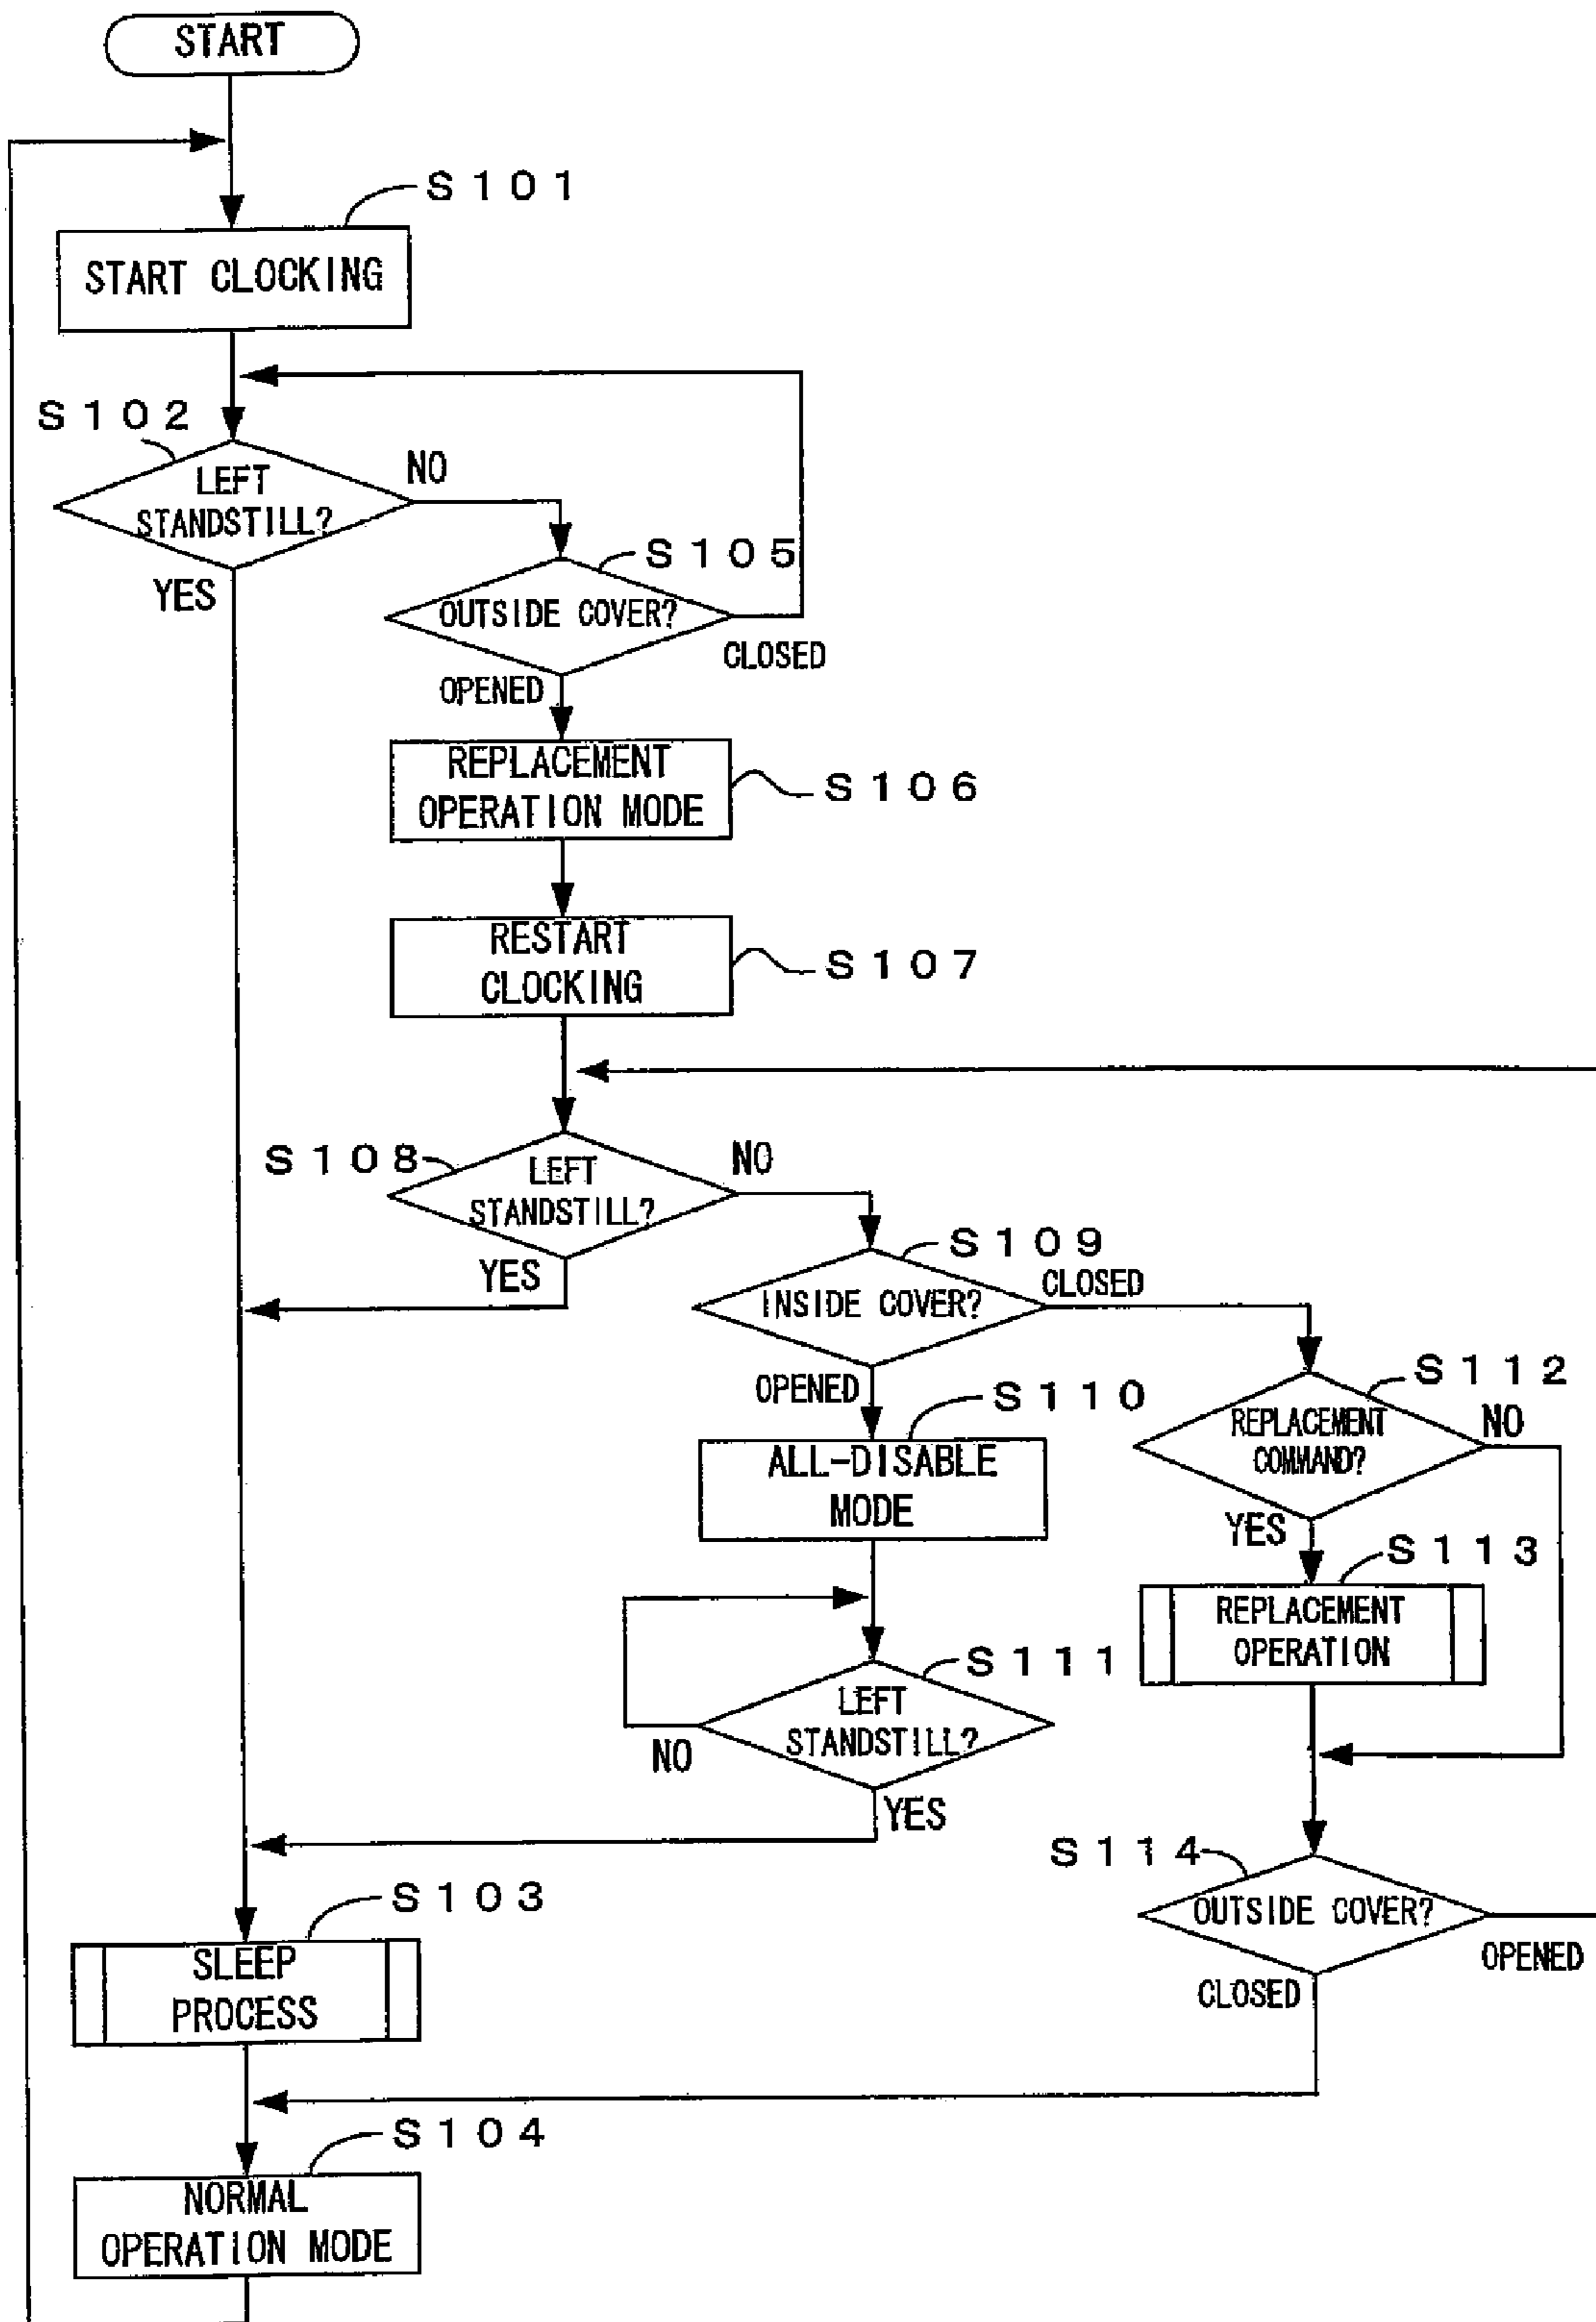 START
S101
START CLOCKING
S102
LEFT
STANDSTILL?
NO
YES
S105
OUTSIDE COVER?
CLOSED
OPENED
REPLACEMENT
OPERATION MODE
S106
RESTART
CLOCKING
S107
S108
LEFT
STANDSTILL?
NO
YES
S109
INSIDE COVER?
CLOSED
OPENED
S110
ALL-DISABLE
MODE
S112
REPLACEMENT
COMMAND?
NO
YES
S113
REPLACEMENT
OPERATION
S111
LEFT
STANDSTILL?
NO
YES
S114
OUTSIDE COVER?
OPENED
CLOSED
S103
SLEEP
PROCESS
S104
NORMAL
OPERATION MODE